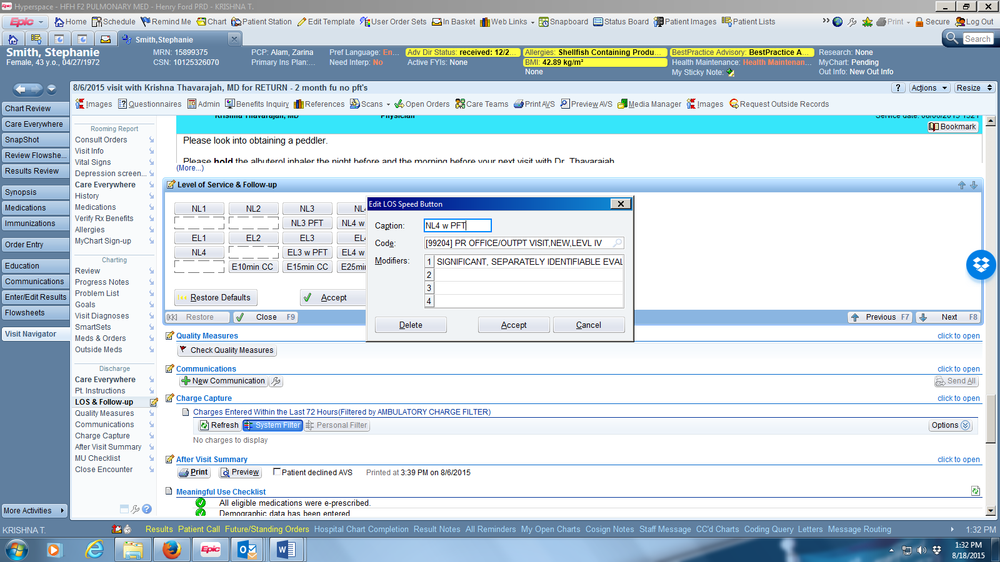 Hyperspace - HFH F2 PULMONARY MED - Henry Ford PRD - KRISHNA T.
Epic Home Schedule Remind Me Chart Patient Station Edit Template User Order Sets In Basket Web Links Snapboard Status Board Patient Images Patient Lists Print Secure Log Out
Smith,Stephanie Search
Smith, Stephanie MRN: 15899375 PCP: Alam, Zarina Pref Language: En... Adv Dir Status: received: 12/2... Allergies: Shellfish Containing Produ... BestPractice Advisory: BestPractice A... Research: None
Female, 43 y.o., 04/27/1972 CSN: 10125326070 Primary Ins Plan:... Need Interp: No Active FYIs: None BMI: 42.89 kg/m² Health Maintenance: Health Maintenan... MyChart: Pending
None My Sticky Note: Out Info: New Out Info
8/6/2015 visit with Krishna Thavarajah, MD for RETURN - 2 month fu no pft's ? Actions Resize
Images Questionnaires Admin Benefits Inquiry References Scans Open Orders Care Teams Print AVS Preview AVS Media Manager Images Request Outside Records
Chart Review
Care Everywhere
SnapShot
Review Flowshe...
Results Review
Synopsis
Medications
Immunizations
Order Entry
Education
Communications
Enter/Edit Results
Flowsheets
Visit Navigator
More Activities
Rooming Report
Consult Orders
Visit Info
Vital Signs
Depression screen...
Care Everywhere
History
Medications
Verify Rx Benefits
Allergies
MyChart Sign-up
Charting
Review
Progress Notes
Problem List
Goals
Visit Diagnoses
SmartSets
Meds & Orders
Outside Meds
Discharge
Care Everywhere
Pt. Instructions
LOS & Follow-up
Quality Measures
Communications
Charge Capture
After Visit Summary
MU Checklist
Close Encounter
Krishna Thavarajah, MD Physician Service date: 08/06/2015 1521
Bookmark
Please look into obtaining a peddler.
Please hold the albuterol inhaler the night before and the morning before your next visit with Dr. Thavarajah
(More...)
Level of Service & Follow-up
NL1 NL2 NL3 NL4
NL3 PFT NL4 w
EL1 EL2 EL3 EL4
NL4 EL3 w PFT EL4 w
E10min CC E15min CC E25min
Restore Defaults Accept
Restore Close F9 Previous F7 Next F8
Edit LOS Speed Button
Caption: NL4 w PFT
Code: [99204] PR OFFICE/OUTPT VISIT,NEW,LEVL IV
Modifiers: 1 SIGNIFICANT, SEPARATELY IDENTIFIABLE EVAL
2
3
4
Delete Accept Cancel
Quality Measures click to open
Check Quality Measures
Communications click to open
New Communication Send All
Charge Capture click to open
Charges Entered Within the Last 72 Hours(Filtered by AMBULATORY CHARGE FILTER)
Refresh System Filter Personal Filter Options
No charges to display
After Visit Summary click to open
Print Preview Patient declined AVS Printed at 3:39 PM on 8/6/2015
Meaningful Use Checklist
All eligible medications were e-prescribed.
Demographic data has been entered
KRISHNA T. Results Patient Call Future/Standing Orders Hospital Chart Completion Result Notes All Reminders My Open Charts Cosign Notes Staff Message CC'd Charts Coding Query Letters Message Routing 1:32 PM
Epic 1:32 PM
8/18/2015